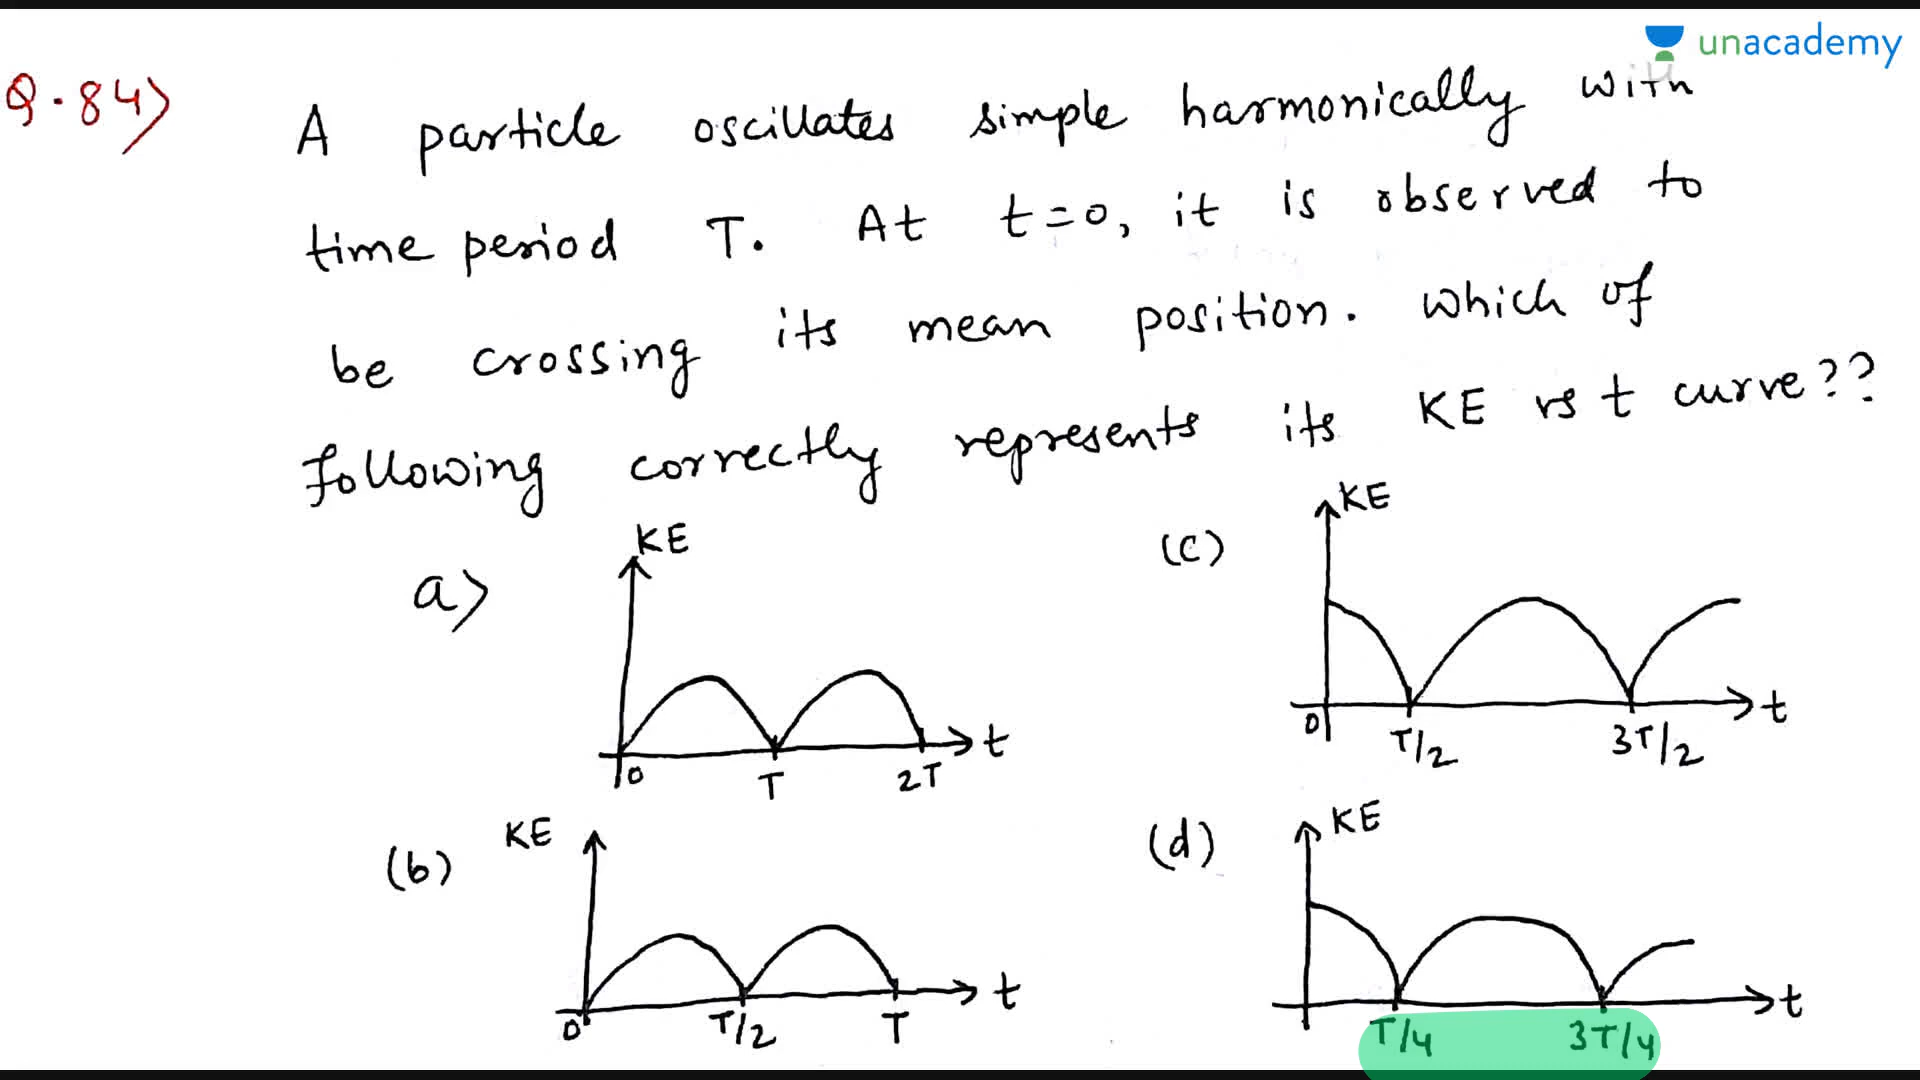 unacademy
Q.84>
A particle oscillates simple harmonically with
time period T. At t=0, it is observed to
be crossing its mean position. Which of
following correctly represents its KE vs t curve??
a>
KE
0 T 2T t
(b)
KE
0 T/2 T t
(c)
KE
0 T/2 3T/2 t
(d)
KE
T/4 3T/4 t